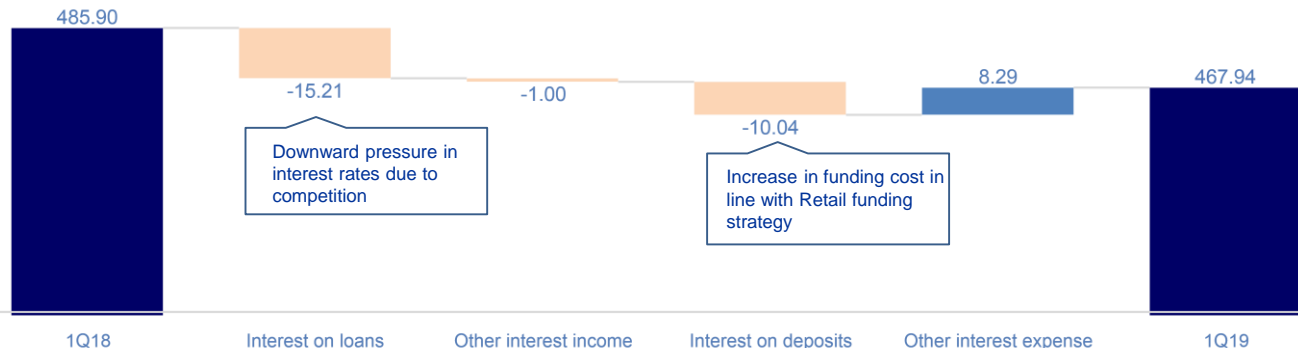 485.90
-15.21
-1.00
-10.04
8.29
467.94
Downward pressure in
interest rates due to
competition
Increase in funding cost in
line with Retail funding
strategy
1Q18
Interest on loans
Other interest income
Interest on deposits
Other interest expense
1Q19